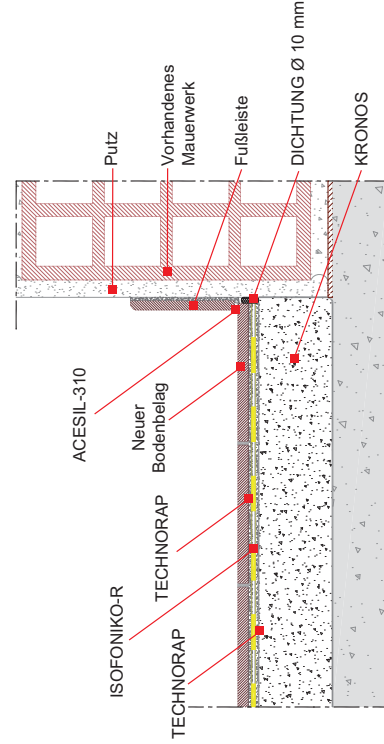 Putz
Vorhandenes
Mauerwerk
Fußleiste
DICHTUNG Ø 10 mm
KRONOS
ACESIL-310
Neuer
Bodenbelag
TECHNORAP
ISOFONIKO-R
TECHNORAP